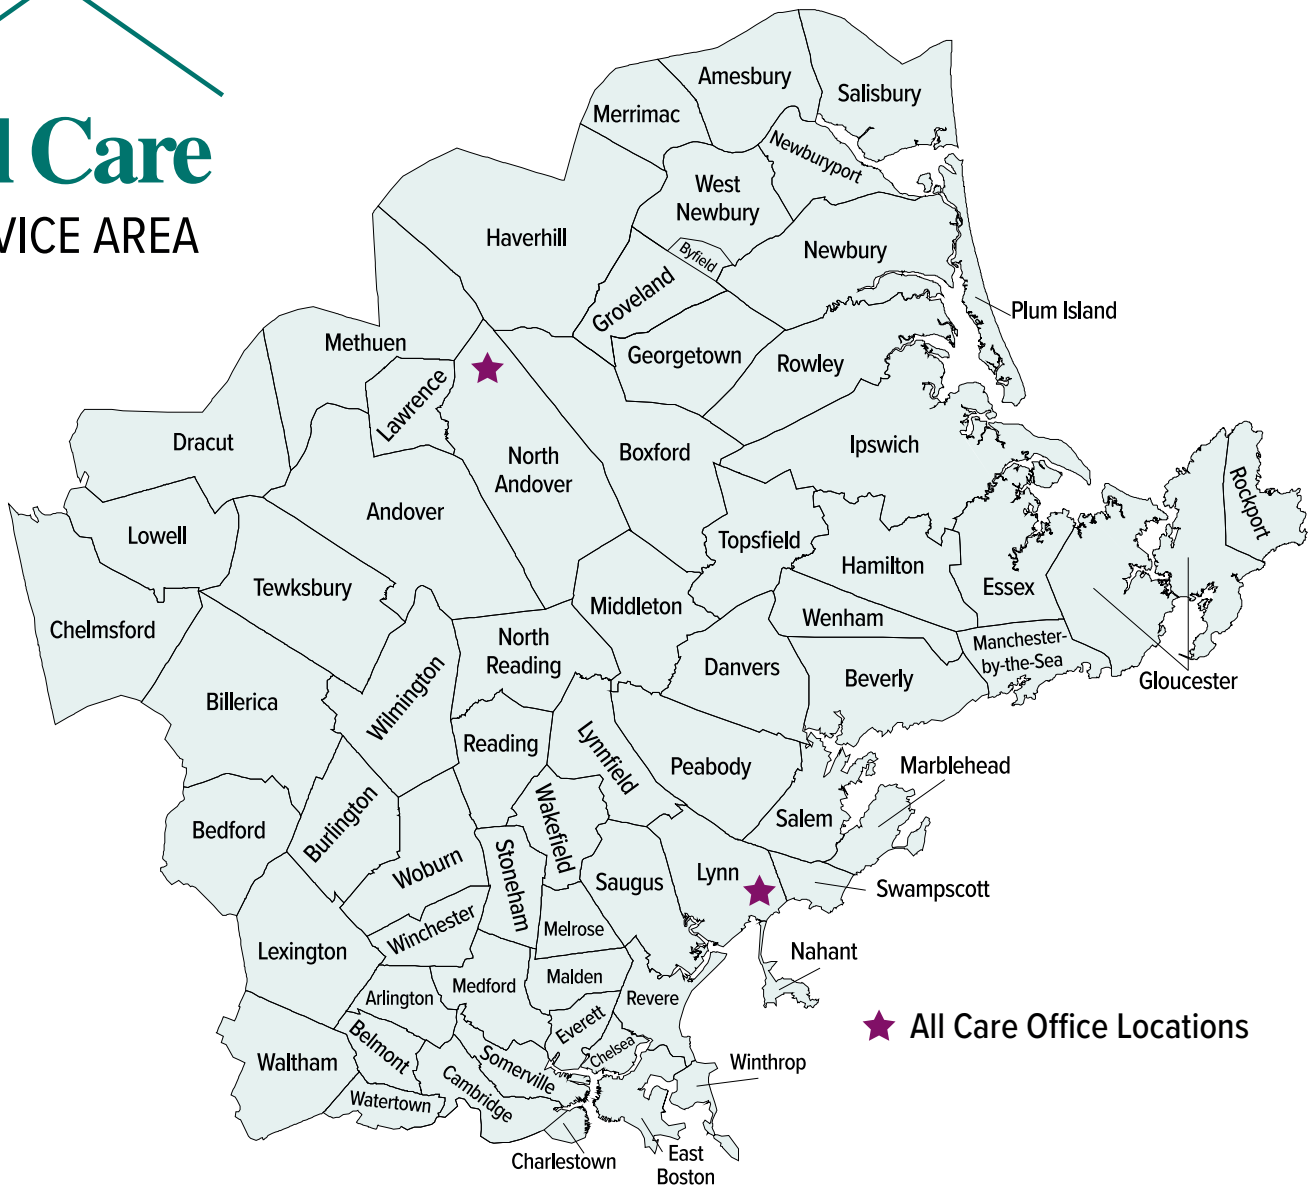 l Care
VICE AREA
Amesbury
Salisbury
Merrimac
Newburyport
West
Newbury
Haverhill
Byfield
Newbury
Groveland
Plum Island
Methuen
Georgetown
Rowley
Lawrence
Dracut
Boxford
Ipswich
North
Andover
Rockport
Andover
Lowell
Topsfield
Hamilton
Tewksbury
Essex
Middleton
Wenham
Chelmsford
North
Reading
Manchester-
by-the-Sea
Danvers
Beverly
Gloucester
Billerica
Wilmington
Reading
Lynnfield
Peabody
Marblehead
Wakefield
Burlington
Salem
Bedford
Woburn
Stoneham
Lynn
Saugus
Swampscott
Winchester
Melrose
Lexington
Nahant
Malden
Medford
Arlington
Revere
Everett
All Care Office Locations
Belmont
Chelsea
Waltham
Somerville
Winthrop
Cambridge
Watertown
Charlestown
East
Boston